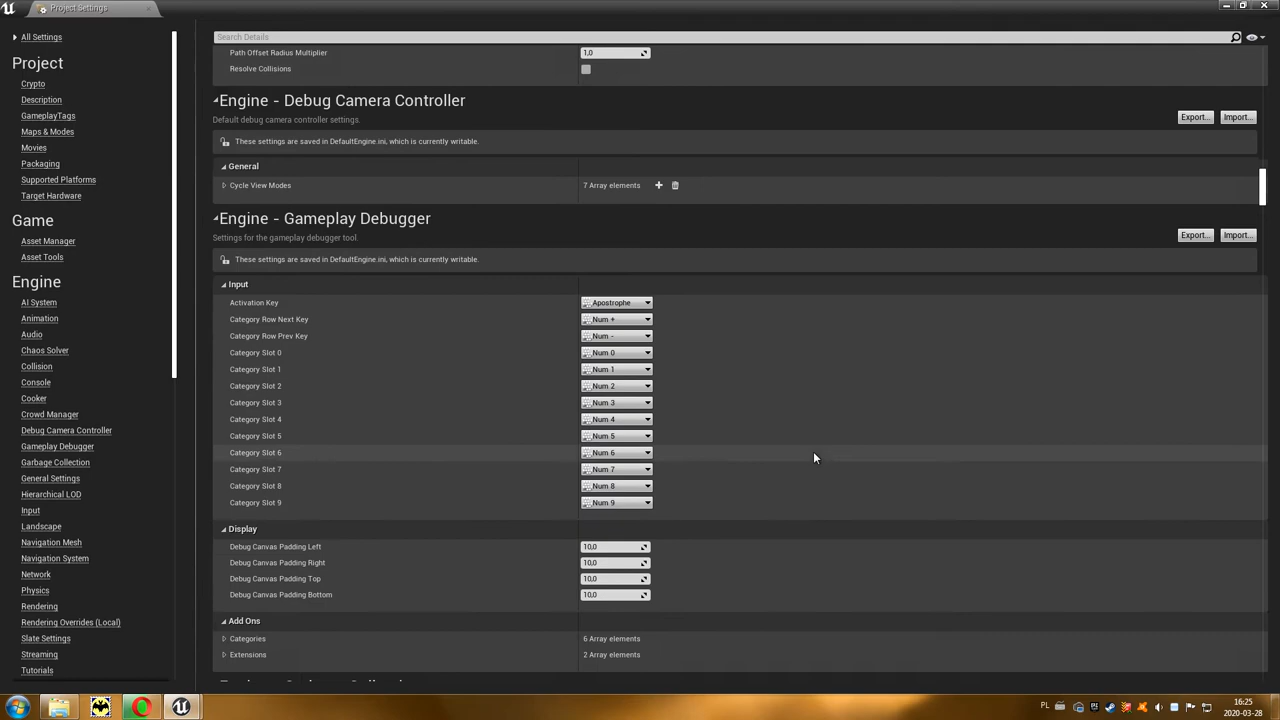 Project Settings
All Settings
Project
Crypto
Description
GameplayTags
Maps & Modes
Movies
Packaging
Supported Platforms
Target Hardware
Game
Asset Manager
Asset Tools
Engine
AI System
Animation
Audio
Chaos Solver
Collision
Console
Cooker
Crowd Manager
Debug Camera Controller
Gameplay Debugger
Garbage Collection
General Settings
Hierarchical LOD
Input
Landscape
Navigation Mesh
Navigation System
Network
Physics
Rendering
Rendering Overrides (Local)
Slate Settings
Streaming
Tutorials
Search Details
Path Offset Radius Multiplier 1,0
Resolve Collisions
Engine - Debug Camera Controller
Default debug camera controller settings.
Export... Import...
These settings are saved in DefaultEngine.ini, which is currently writable.
General
Cycle View Modes 7 Array elements
Engine - Gameplay Debugger
Settings for the gameplay debugger tool.
Export... Import...
These settings are saved in DefaultEngine.ini, which is currently writable.
Input
Activation Key Apostrophe
Category Row Next Key Num +
Category Row Prev Key Num -
Category Slot 0 Num 0
Category Slot 1 Num 1
Category Slot 2 Num 2
Category Slot 3 Num 3
Category Slot 4 Num 4
Category Slot 5 Num 5
Category Slot 6 Num 6
Category Slot 7 Num 7
Category Slot 8 Num 8
Category Slot 9 Num 9
Display
Debug Canvas Padding Left 10,0
Debug Canvas Padding Right 10,0
Debug Canvas Padding Top 10,0
Debug Canvas Padding Bottom 10,0
Add Ons
Categories 6 Array elements
Extensions 2 Array elements
PL
16:25
2020-03-28